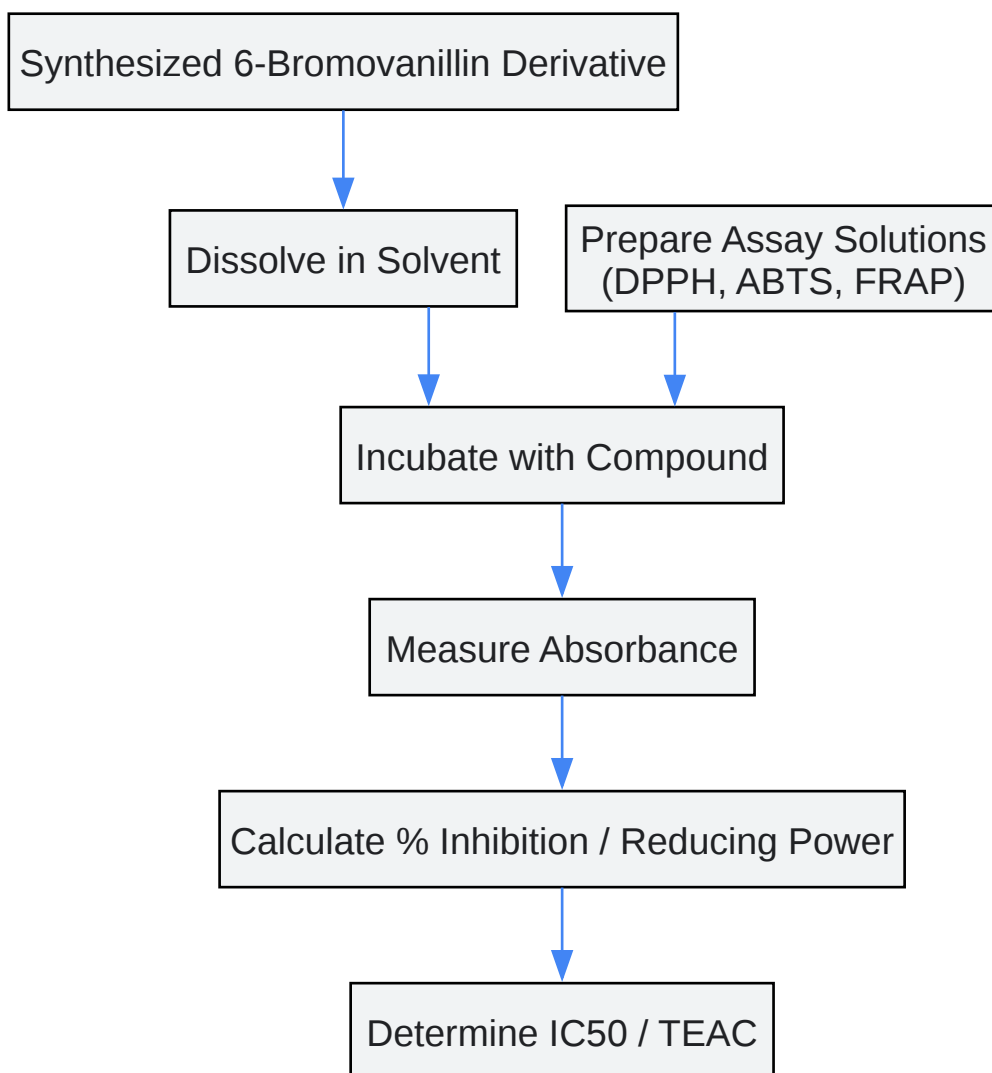 Synthesized 6-Bromovanillin Derivative
Dissolve in Solvent
Prepare Assay Solutions
(DPPH, ABTS, FRAP)
Incubate with Compound
Measure Absorbance
Calculate % Inhibition / Reducing Power
Determine IC50 / TEAC